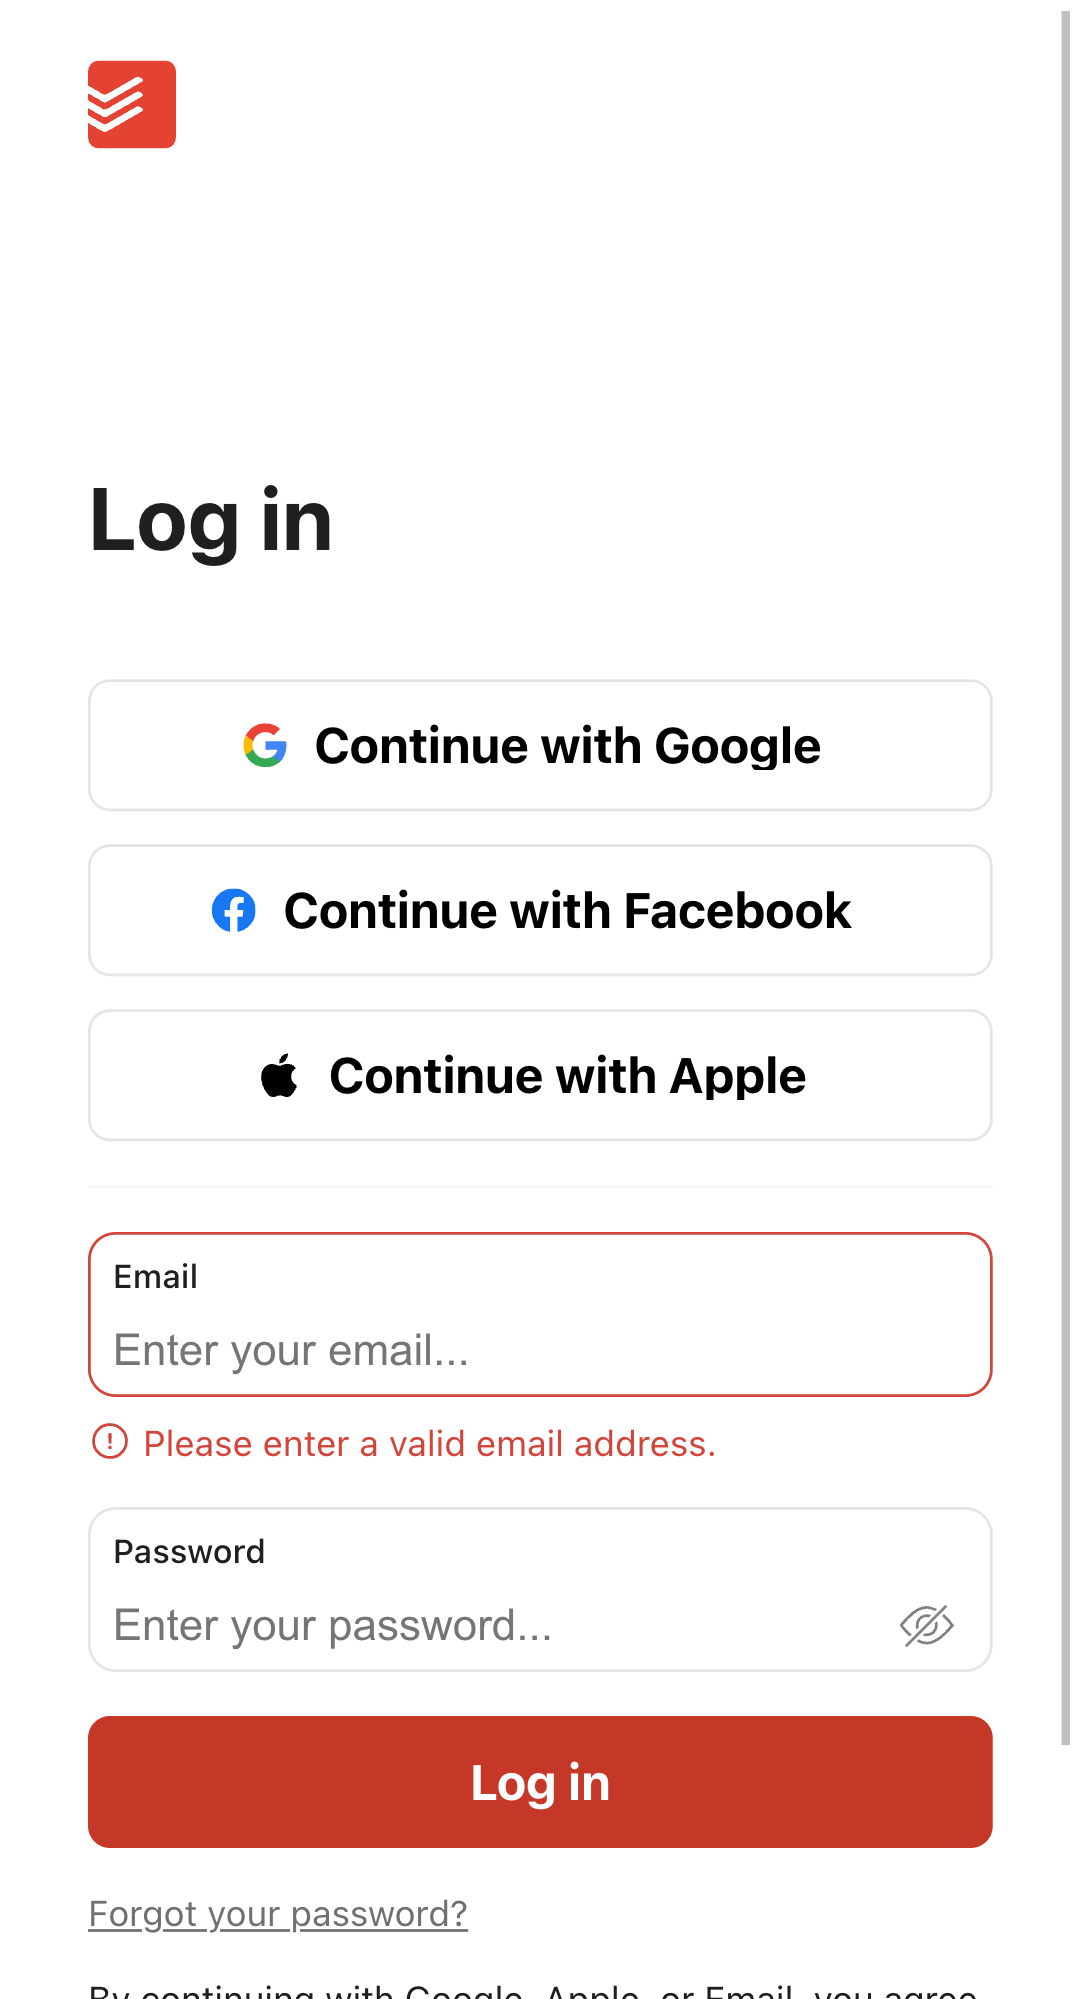 Log in
Continue with Google
Continue with Facebook
Continue with Apple
Email
Enter your email...
Please enter a valid email address.
Password
Enter your password...
Log in
Forgot your password?
By continuing with Google, Apple, or Email, you agree